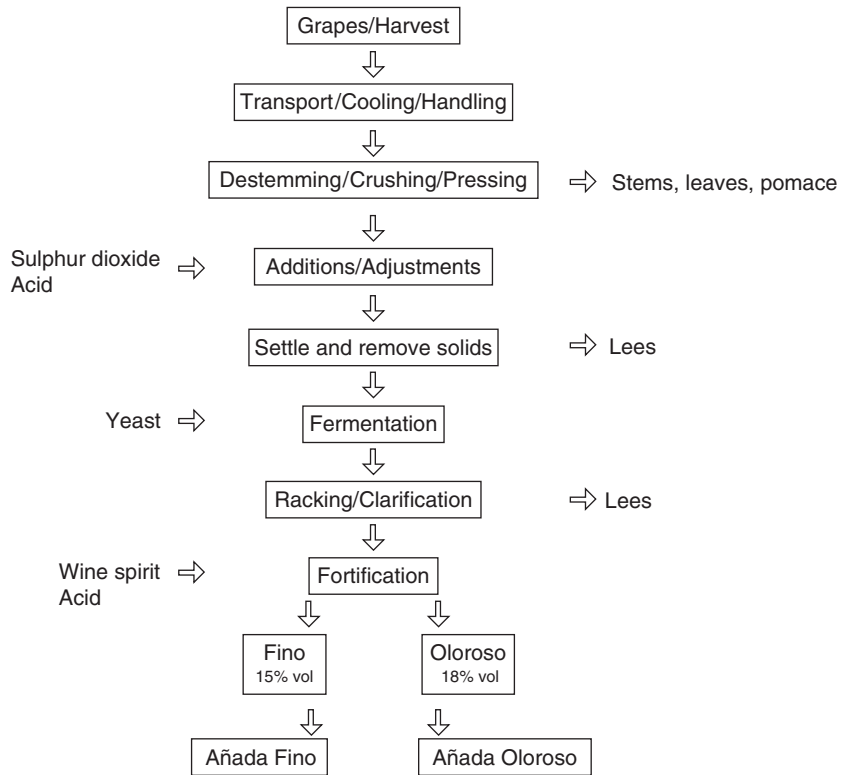 Grapes/Harvest
Transport/Cooling/Handling
Destemming/Crushing/Pressing
Stems, leaves, pomace
Sulphur dioxide
Acid
Additions/Adjustments
Settle and remove solids
Lees
Yeast
Fermentation
Racking/Clarification
Lees
Wine spirit
Acid
Fortification
Fino
15% vol
Oloroso
18% vol
Añada Fino
Añada Oloroso